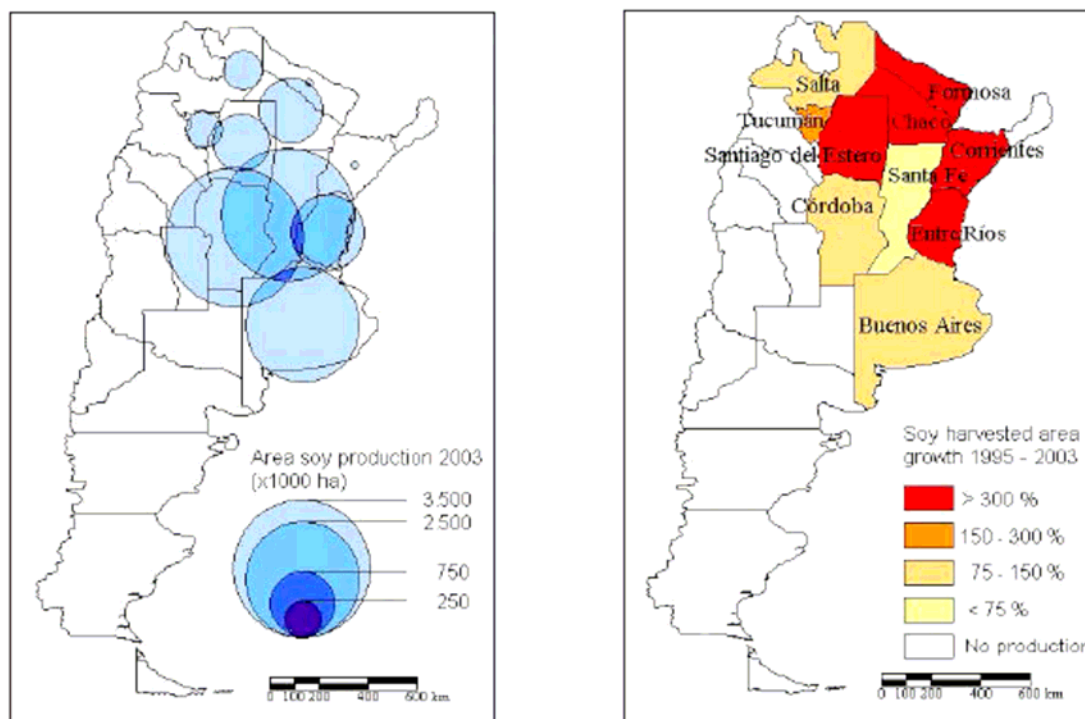 Area soy production 2003
(x1000 ha)
3.500
2.500
750
250
0 100 200 400 600 km
Salta
Formosa
Tucumán
Chaco
Santiago del Estero
Corrientes
Santa Fe
Córdoba
Entre Ríos
Buenos Aires
Soy harvested area
growth 1995 - 2003
> 300 %
150 - 300 %
75 - 150 %
< 75 %
No production
0 100 200 400 600 km